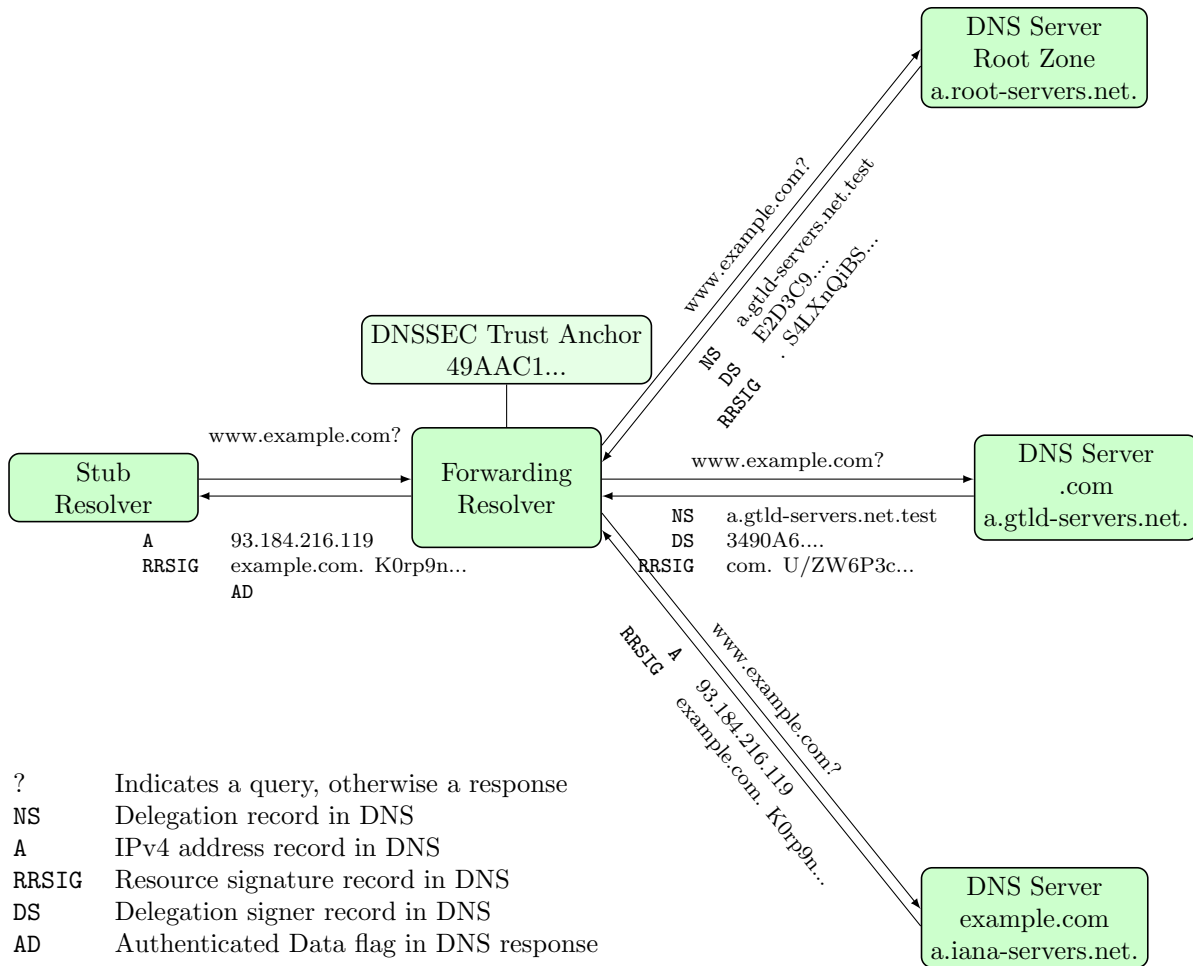 DNS Server
Root Zone
a.root-servers.net.
www.example.com?
NS a.gtld-servers.net.test
DS E2D3C9....
RRSIG . S4LXnQiBS...
DNSSEC Trust Anchor
49AAC1...
www.example.com?
Stub
Resolver
Forwarding
Resolver
A 93.184.216.119
RRSIG example.com. K0rp9n...
AD
www.example.com?
DNS Server
.com
a.gtld-servers.net.
NS a.gtld-servers.net.test
DS 3490A6....
RRSIG com. U/ZW6P3c...
www.example.com?
A 93.184.216.119
RRSIG example.com. K0rp9n...
DNS Server
example.com
a.iana-servers.net.
? Indicates a query, otherwise a response
NS Delegation record in DNS
A IPv4 address record in DNS
RRSIG Resource signature record in DNS
DS Delegation signer record in DNS
AD Authenticated Data flag in DNS response